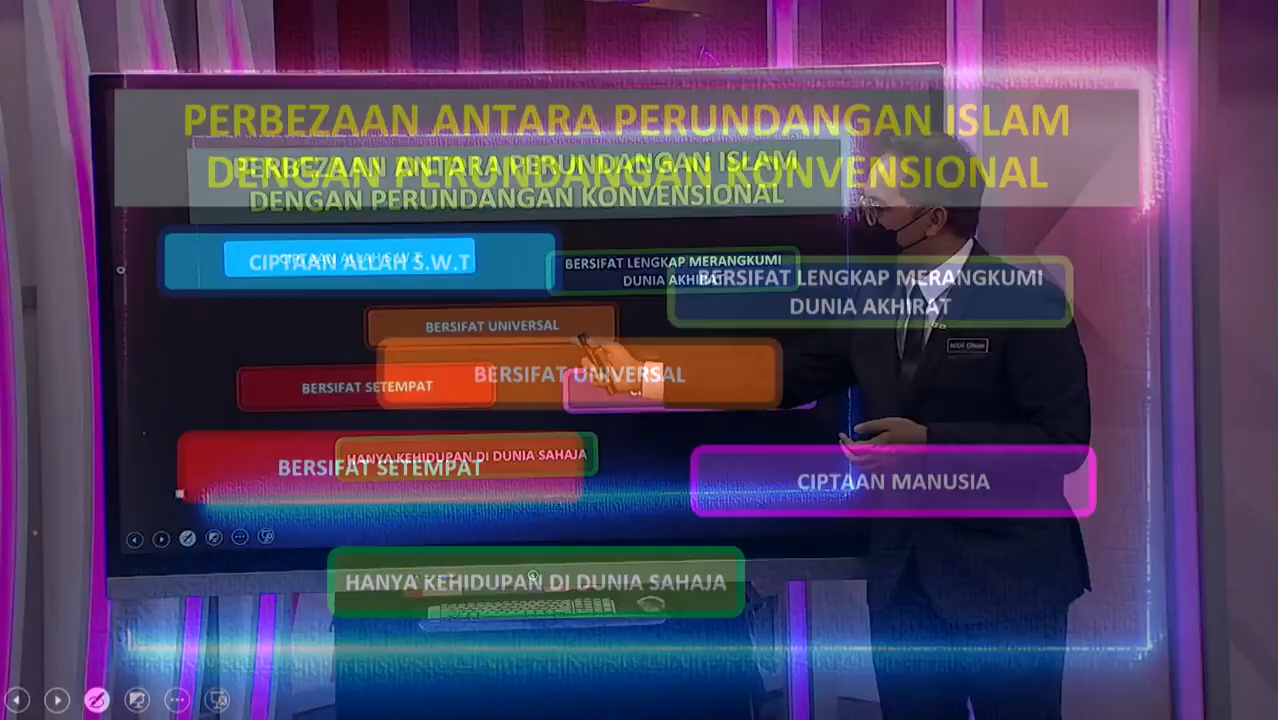 PERBEZAAN ANTARA PERUNDANGAN ISLAM
DENGAN PERUNDANGAN KONVENSIONAL
PERBEZAAN ANTARA PERUNDANGAN ISLAM
DENGAN PERUNDANGAN KONVENSIONAL
CIPTAAN ALLAH S.W.T
BERSIFAT LENGKAP MERANGKUMI
DUNIA AKHIRAT
BERSIFAT LENGKAP MERANGKUMI
DUNIA AKHIRAT
BERSIFAT UNIVERSAL
BERSIFAT UNIVERSAL
BERSIFAT SETEMPAT
HANYA KEHIDUPAN DI DUNIA SAHAJA
BERSIFAT SETEMPAT
CIPTAAN MANUSIA
HANYA KEHIDUPAN DI DUNIA SAHAJA